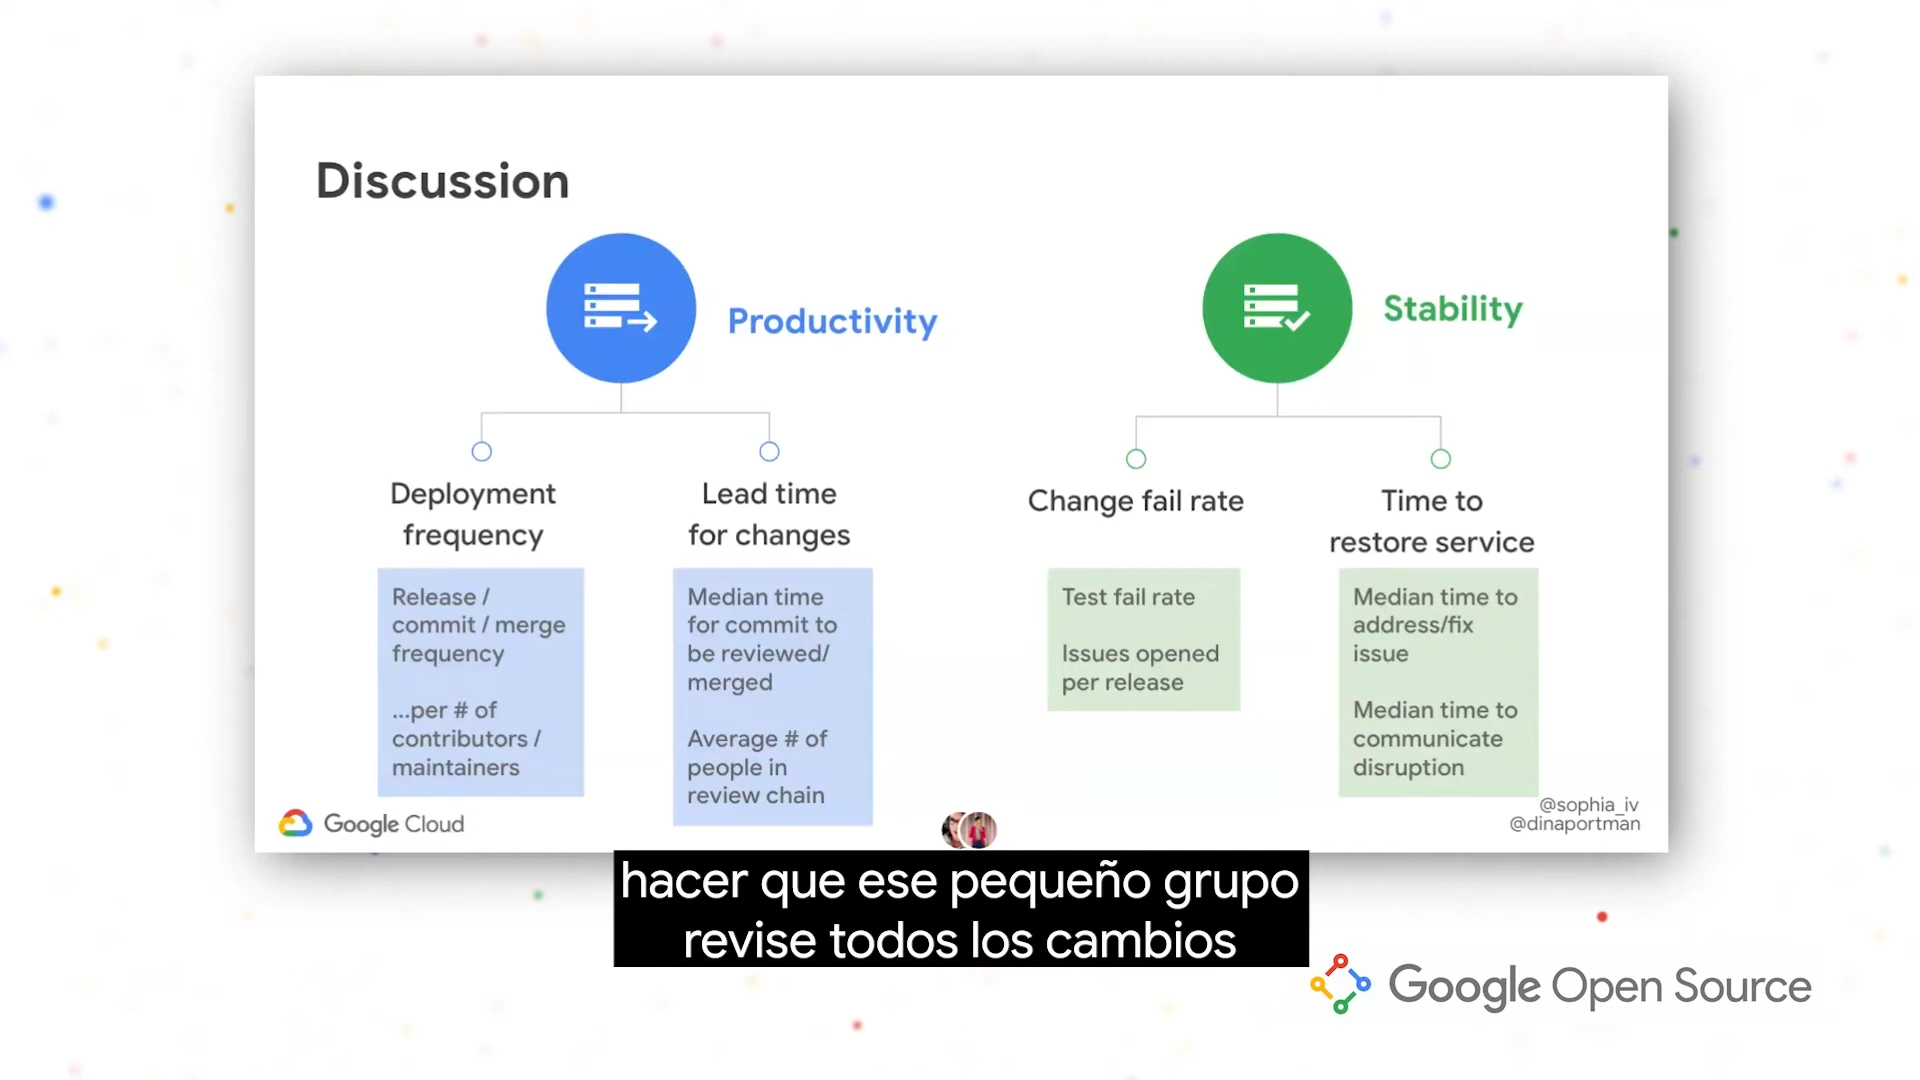 Discussion
Productivity
Stability
Deployment
frequency
Lead time
for changes
Change fail rate
Time to
restore service
Release /
commit / merge
frequency
...per # of
contributors /
maintainers
Median time
for commit to
be reviewed/
merged
Average # of
people in
review chain
Test fail rate
Issues opened
per release
Median time to
address/fix
issue
Median time to
communicate
disruption
Google Cloud
@sophia_iv
@dinaportman
hacer que ese pequeño grupo
revise todos los cambios
Google Open Source